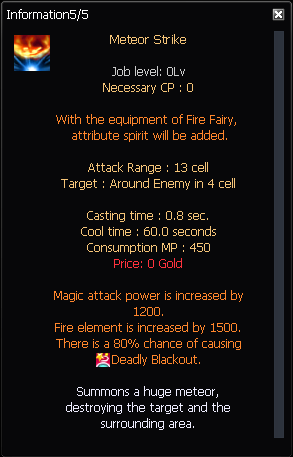 Information5/5
Meteor Strike
Job level: 0Lv
Necessary CP : 0
With the equipment of Fire Fairy,
attribute spirit will be added.
Attack Range : 13 cell
Target : Around Enemy in 4 cell
Casting time : 0.8 sec.
Cool time : 60.0 seconds
Consumption MP : 450
Price: 0 Gold
Magic attack power is increased by
1200.
Fire element is increased by 1500.
There is a 80% chance of causing
Deadly Blackout.
Summons a huge meteor,
destroying the target and the
surrounding area.